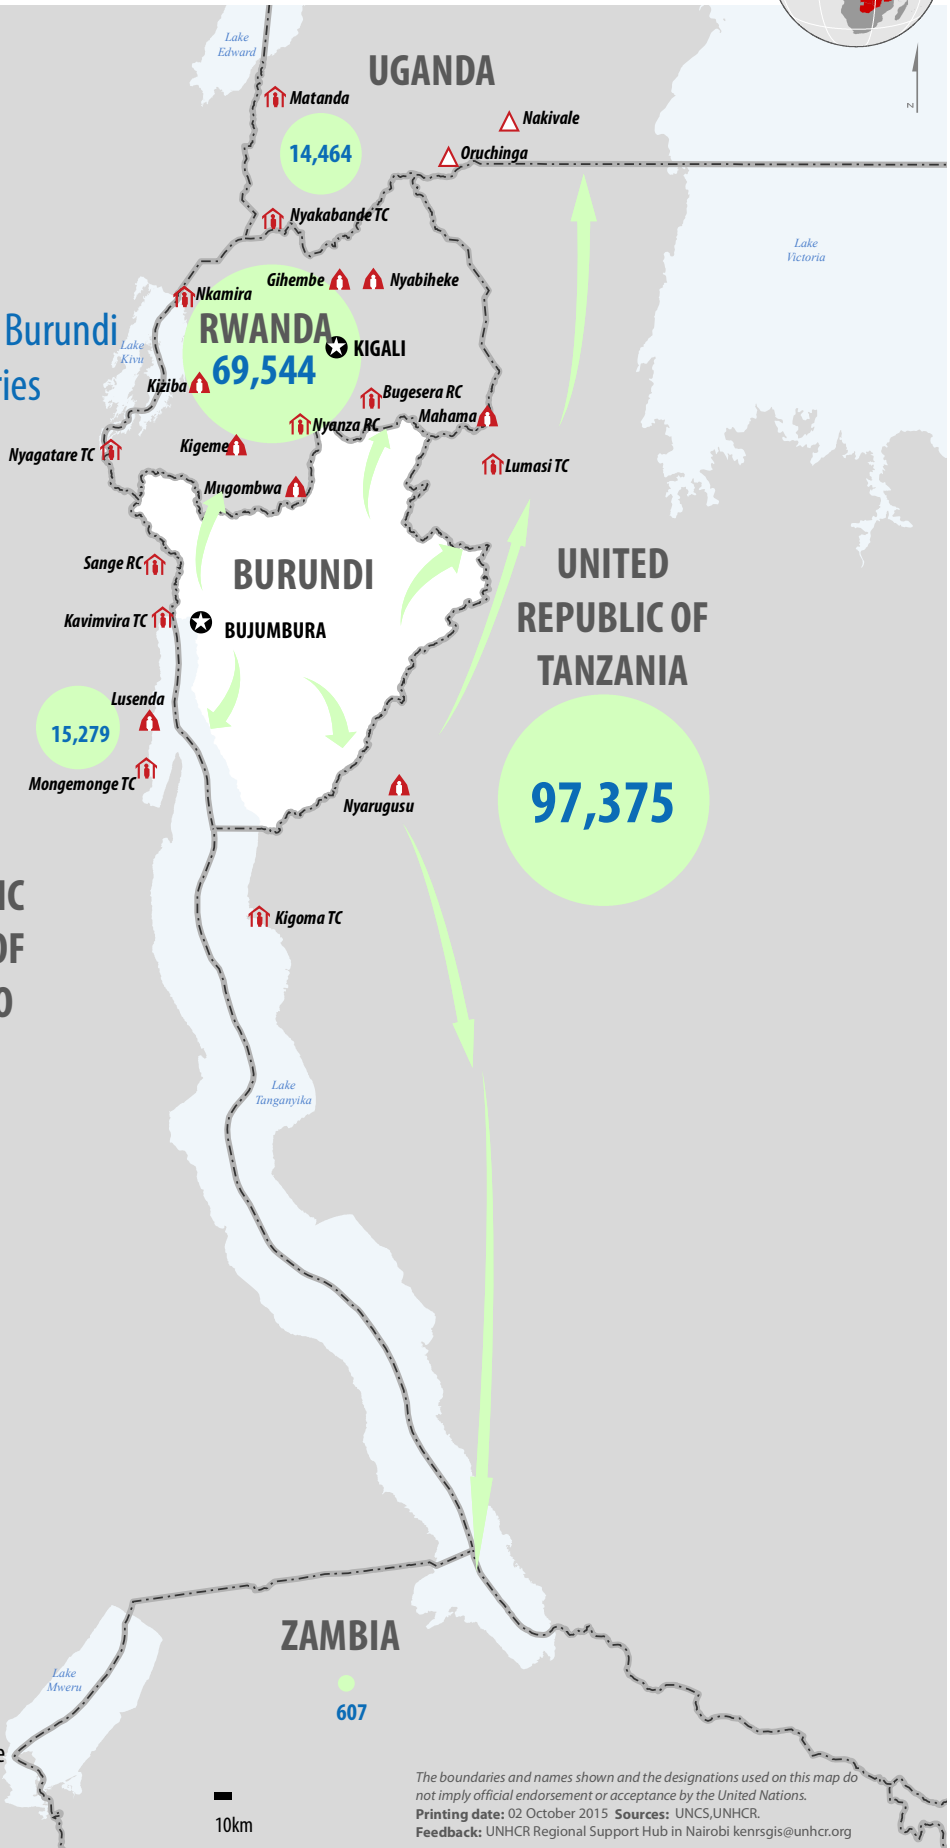 Lake
Edward
UGANDA
Matanda
Nakivale
14,464
Oruchinga
N
Nyakabande TC
Lake
Victoria
Gihembe
Nyabiheke
Nkamira
Burundi
RWANDA
Lake
Kivu
KIGALI
ries
Kiziba
69,544
Bugesera RC
Mahama
Nyanza RC
Nyagatare TC
Kigeme
Lumasi TC
Mugombwa
Sange RC
BURUNDI
UNITED
REPUBLIC OF
TANZANIA
Kavimvira TC
BUJUMBURA
Lusenda
15,279
Mongemonge TC
Nyarugusu
97,375
IC
OF
O
Kigoma TC
Lake
Tanganyika
ZAMBIA
Lake
Mweru
607
e
10km
The boundaries and names shown and the designations used on this map do
not imply official endorsement or acceptance by the United Nations.
Printing date: 02 October 2015 Sources: UNCS,UNHCR.
Feedback: UNHCR Regional Support Hub in Nairobi kenrsgis@unhcr.org